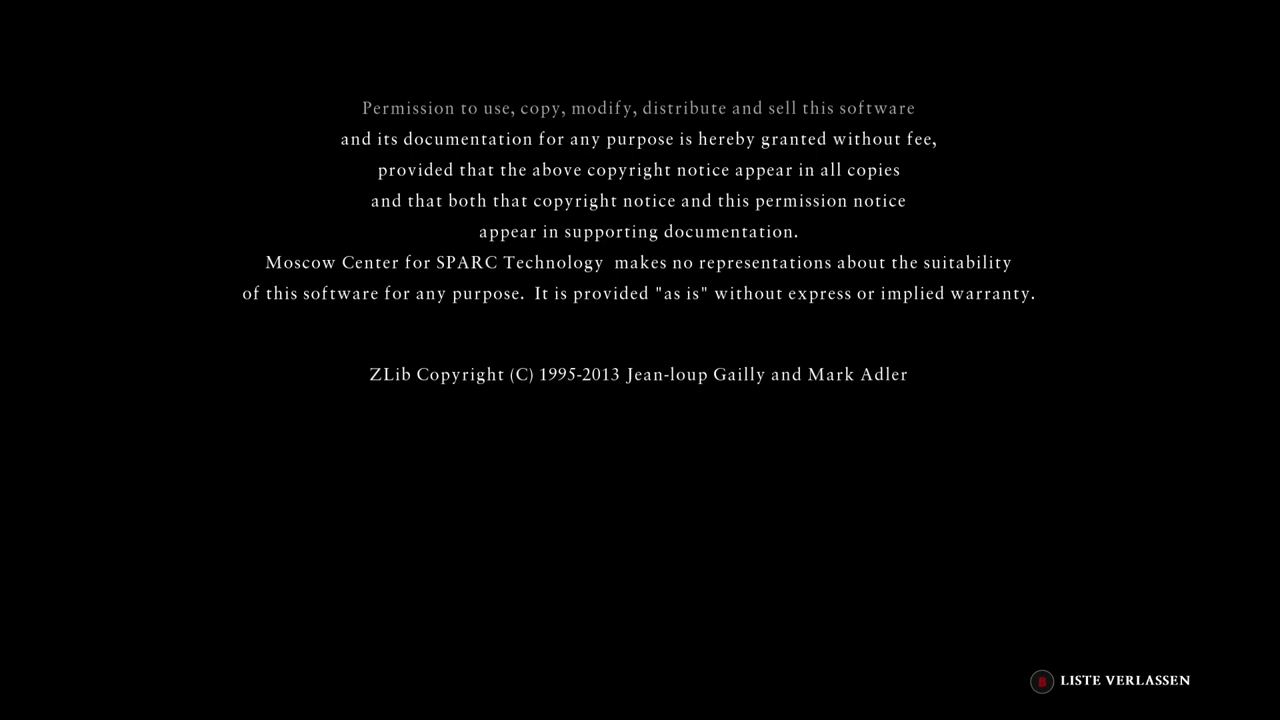 Permission to use, copy, modify, distribute and sell this software
and its documentation for any purpose is hereby granted without fee,
provided that the above copyright notice appear in all copies
and that both that copyright notice and this permission notice
appear in supporting documentation.
Moscow Center for SPARC Technology  makes no representations about the suitability
of this software for any purpose.  It is provided "as is" without express or implied warranty.
ZLib Copyright (C) 1995-2013 Jean-loup Gailly and Mark Adler
B LISTE VERLASSEN